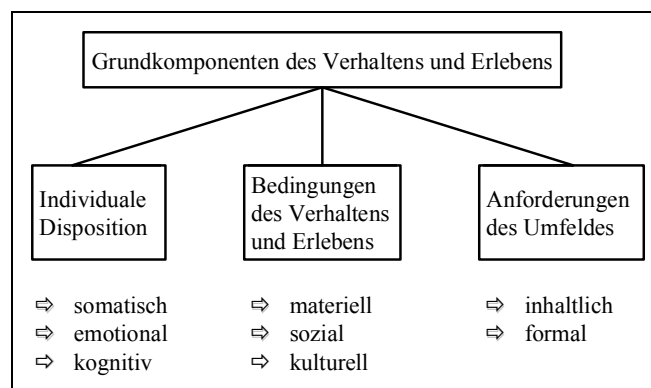 Grundkomponenten des Verhaltens und Erlebens
Individuale
Disposition
⇨ somatisch
⇨ emotional
⇨ kognitiv
Bedingungen
des Verhaltens
und Erlebens
⇨ materiell
⇨ sozial
⇨ kulturell
Anforderungen
des Umfeldes
⇨ inhaltlich
⇨ formal